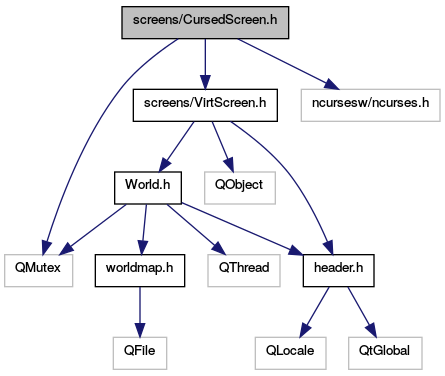 screens/CursedScreen.h
screens/VirtScreen.h
ncursesw/ncurses.h
World.h
QObject
QMutex
worldmap.h
QThread
header.h
QFile
QLocale
QtGlobal